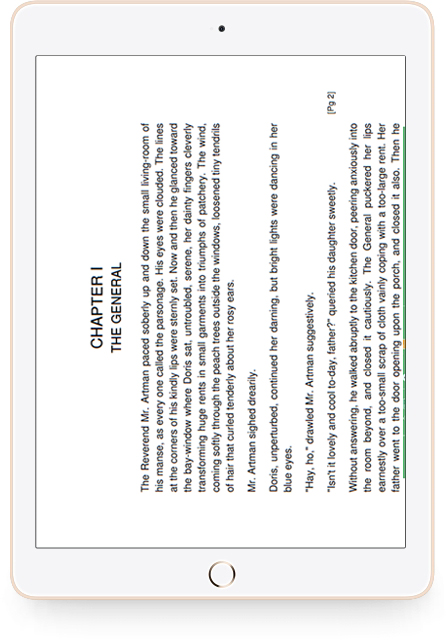 CHAPTER I
THE GENERAL
The Reverend Mr. Artman paced soberly up and down the small living-room of
his manse, as every one called the parsonage. His eyes were clouded. The lines
at the corners of his kindly lips were sternly set. Now and then he glanced toward
the bay-window where Doris sat, untroubled, serene, her dainty fingers cleverly
transforming huge rents in small garments into triumphs of patchery. The wind,
coming softly through the peach trees outside the windows, loosened tiny tendrils
of hair that curled tenderly about her rosy ears.
Mr. Artman sighed drearily.
Doris, unperturbed, continued her darning, but bright lights were dancing in her
blue eyes.
"Hay, ho," drawled Mr. Artman suggestively.
"Isn't it lovely and cool to-day, father?" queried his daughter sweetly.
[Pg 2]
Without answering, he walked abruptly to the kitchen door, peering anxiously into
the room beyond, and closed it cautiously. The General puckered her lips
earnestly over a too-small scrap of cloth vainly coping with a too-large rent. Her
father went to the door opening upon the porch, and closed it also. Then he